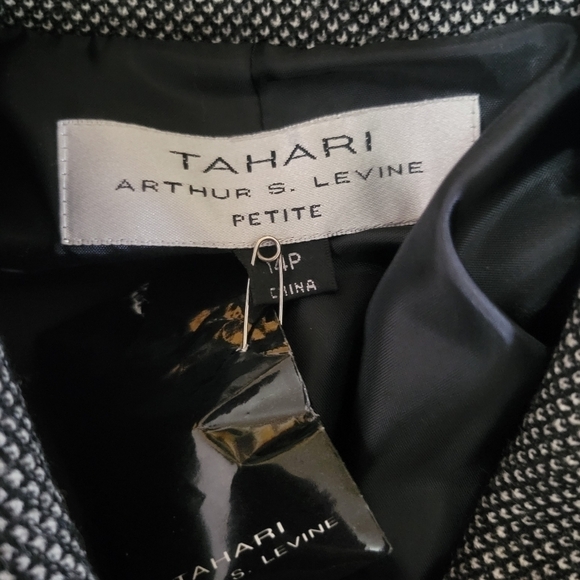 TAHARI
ARTHUR S. LEVINE
PETITE
14P
CHINA
TAHARI
S. LEVINE